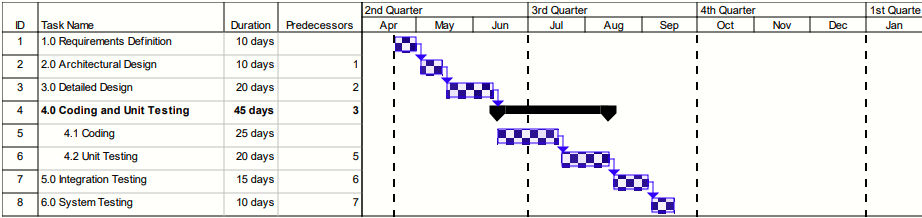 2nd Quarter 3rd Quarter 4th Quarter 1st Quarte
ID Task Name Duration Predecessors Apr May Jun Jul Aug Sep Oct Nov Dec Jan
1 1.0 Requirements Definition 10 days
2 2.0 Architectural Design 10 days 1
3 3.0 Detailed Design 20 days 2
4 4.0 Coding and Unit Testing 45 days 3
5 4.1 Coding 25 days
6 4.2 Unit Testing 20 days 5
7 5.0 Integration Testing 15 days 6
8 6.0 System Testing 10 days 7